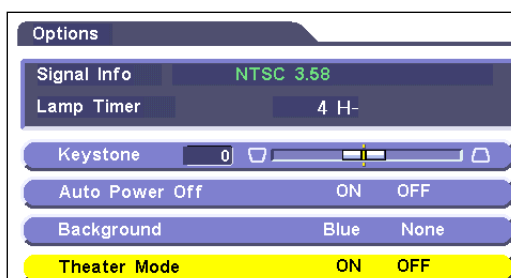 Options
Signal Info NTSC 3.58
Lamp Timer 4 H-
Keystone 0
Auto Power Off ON OFF
Background Blue None
Theater Mode ON OFF